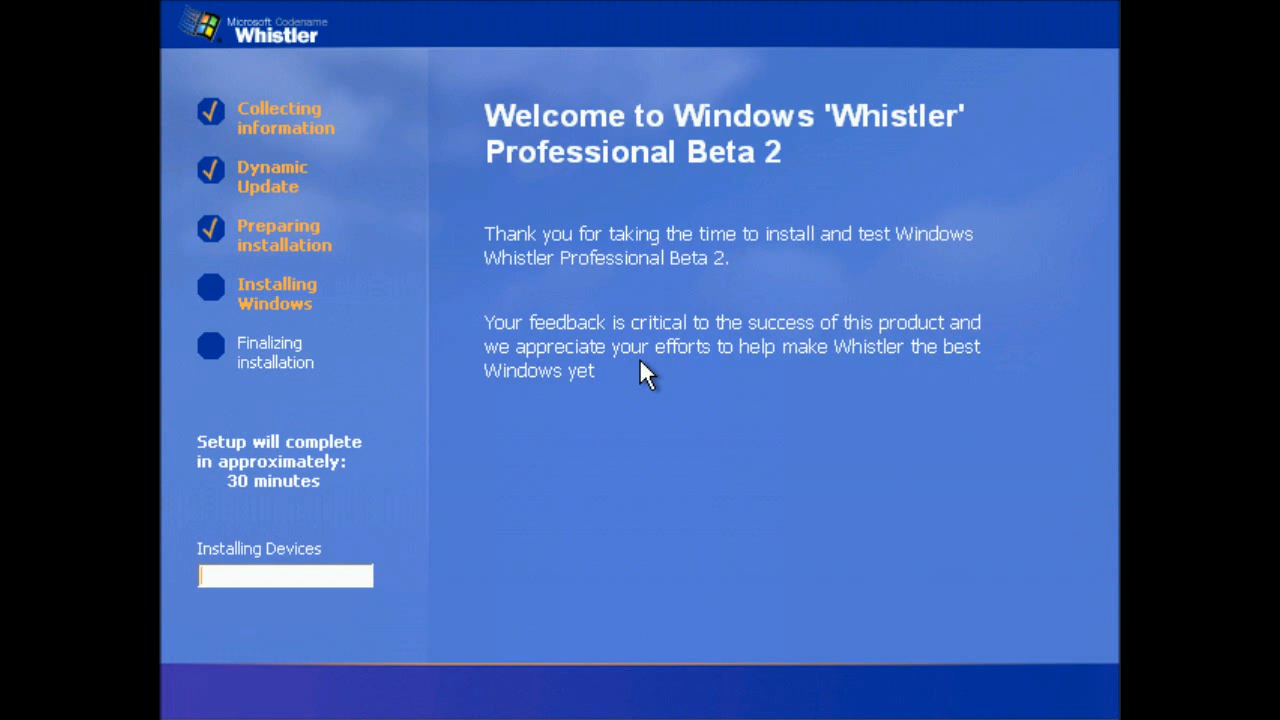 Microsoft Codename
Whistler
Collecting
information
Dynamic
Update
Preparing
installation
Installing
Windows
Finalizing
installation
Setup will complete
in approximately:
30 minutes
Installing Devices
Welcome to Windows 'Whistler'
Professional Beta 2
Thank you for taking the time to install and test Windows
Whistler Professional Beta 2.
Your feedback is critical to the success of this product and
we appreciate your efforts to help make Whistler the best
Windows yet